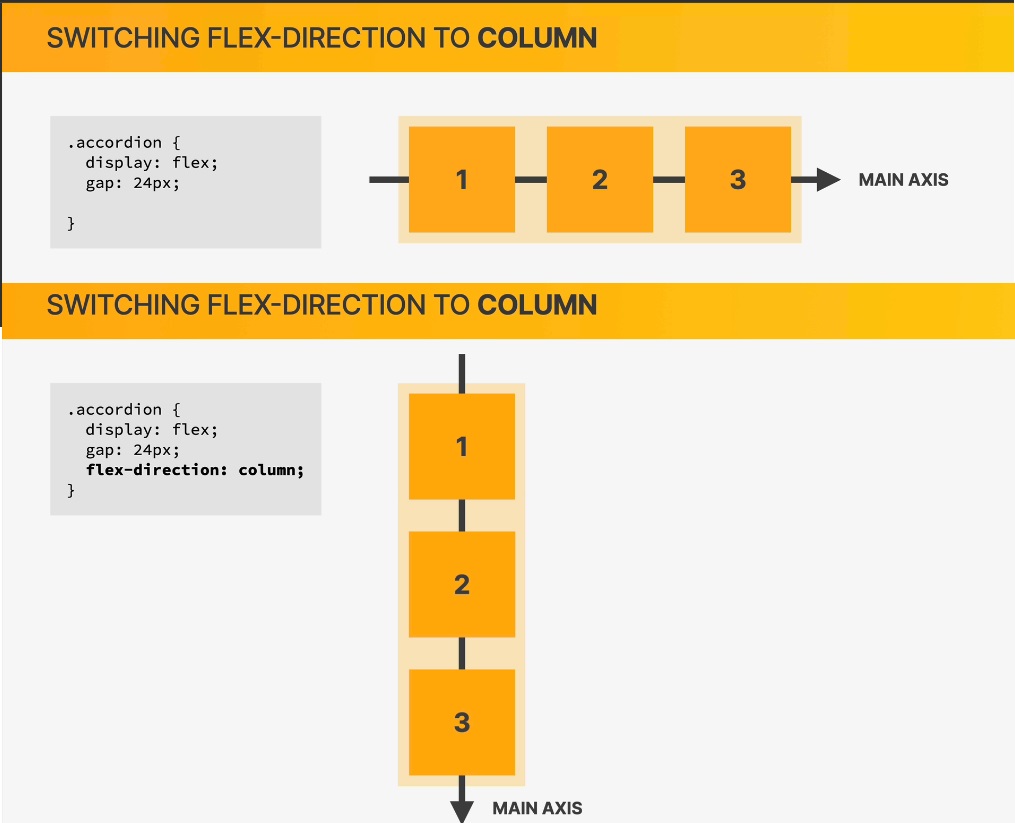 SWITCHING FLEX-DIRECTION TO COLUMN
.accordion {
  display: flex;
  gap: 24px;
}
1 2 3 MAIN AXIS
SWITCHING FLEX-DIRECTION TO COLUMN
.accordion {
  display: flex;
  gap: 24px;
  flex-direction: column;
}
1
2
3
MAIN AXIS